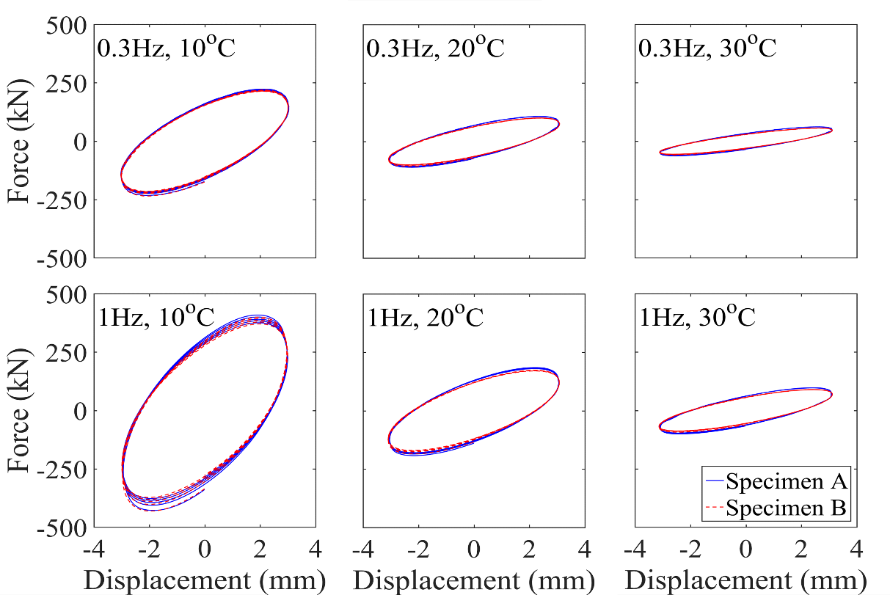 500
250
0
-250
-500
Force (kN)
0.3Hz, 10°C
0.3Hz, 20°C
0.3Hz, 30°C
500
250
0
-250
-500
Force (kN)
1Hz, 10°C
1Hz, 20°C
1Hz, 30°C
Specimen A
Specimen B
-4 -2 0 2 4
-4 -2 0 2 4
-4 -2 0 2 4
Displacement (mm)
Displacement (mm)
Displacement (mm)